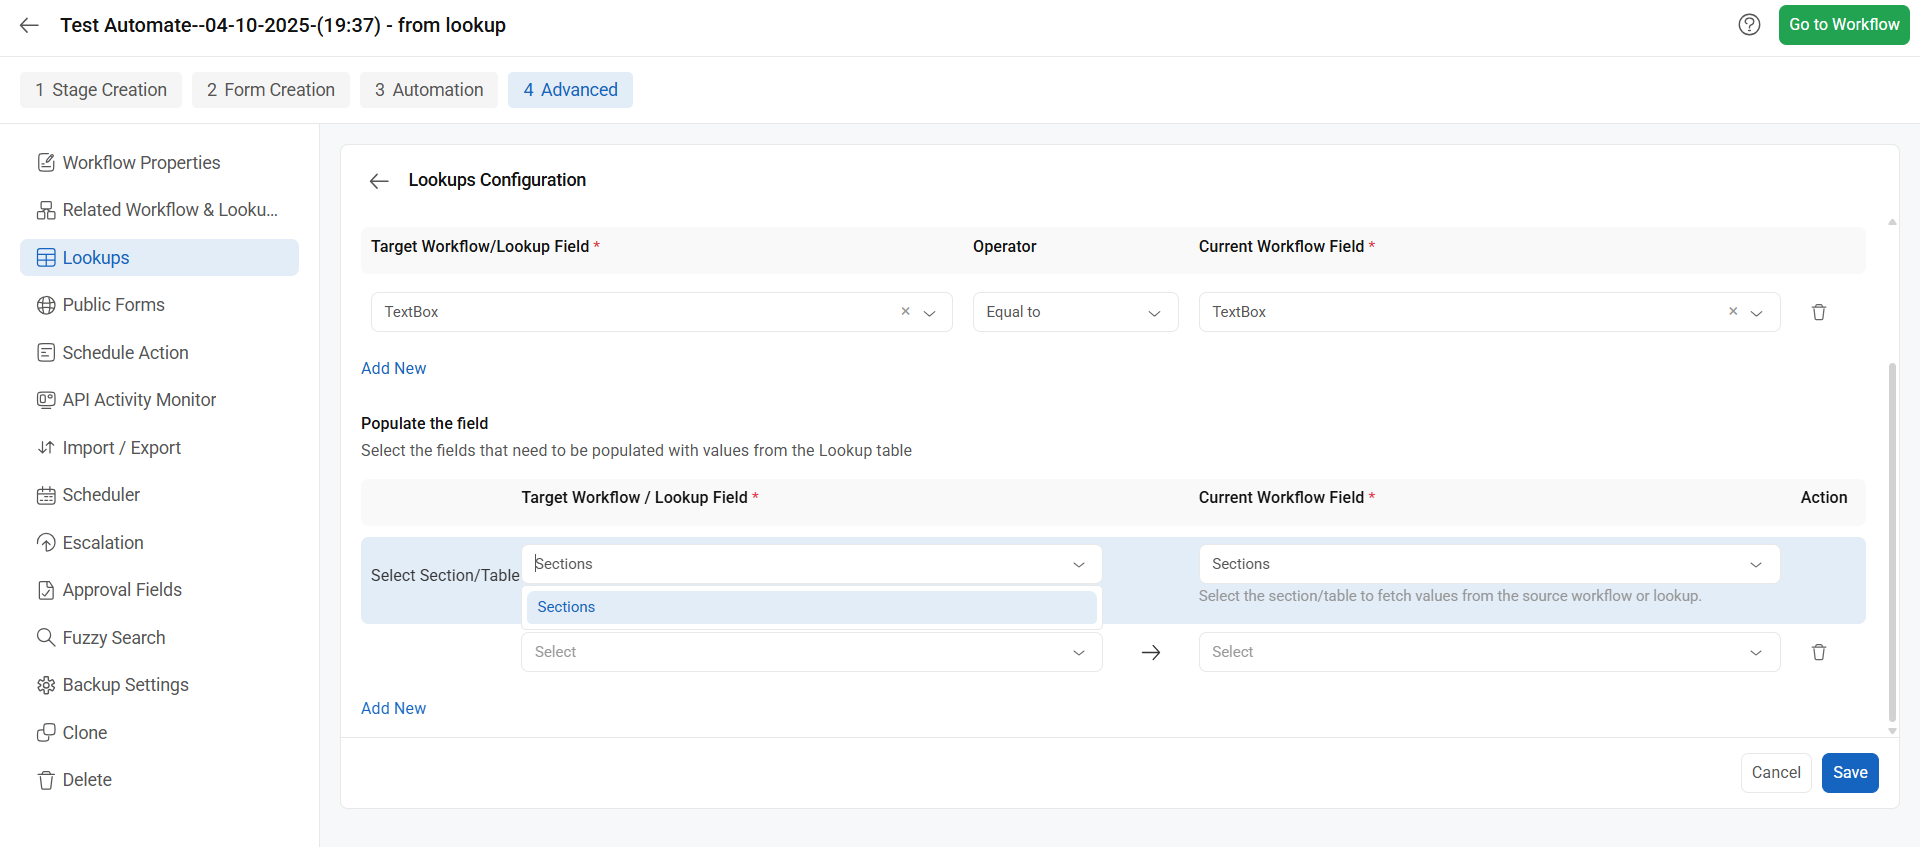 Test Automate--04-10-2025-(19:37) - from lookup
Go to Workflow
1 Stage Creation
2 Form Creation
3 Automation
4 Advanced
Workflow Properties
Related Workflow & Looku...
Lookups
Public Forms
Schedule Action
API Activity Monitor
Import / Export
Scheduler
Escalation
Approval Fields
Fuzzy Search
Backup Settings
Clone
Delete
Lookups Configuration
Target Workflow/Lookup Field * Operator Current Workflow Field *
TextBox × Equal to TextBox ×
Add New
Populate the field
Select the fields that need to be populated with values from the Lookup table
Target Workflow / Lookup Field * Current Workflow Field * Action
Select Section/Table Sections Sections
Select the section/table to fetch values from the source workflow or lookup.
Sections
Select → Select
Add New
Cancel Save